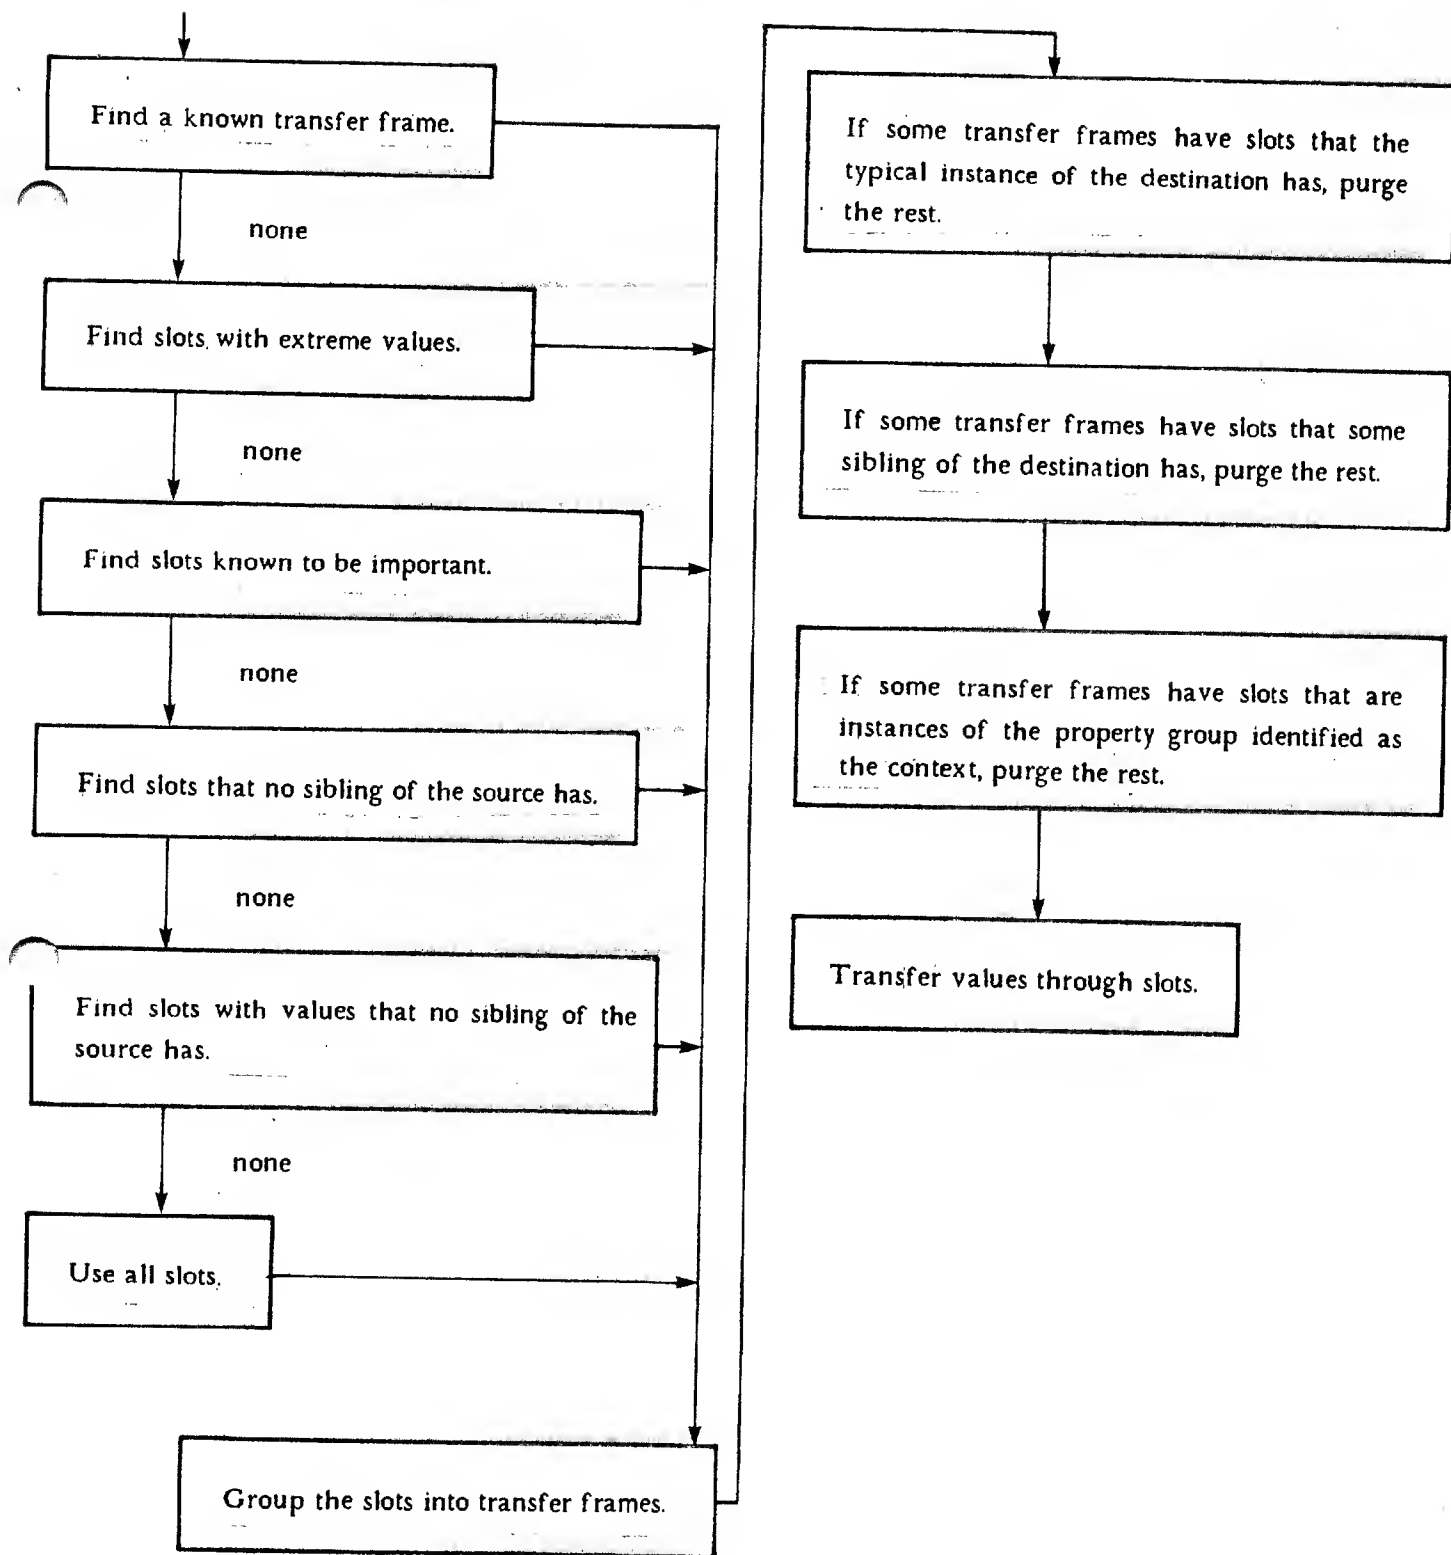 Find a known transfer frame.
none
Find slots with extreme values.
none
Find slots known to be important.
none
Find slots that no sibling of the source has.
none
Find slots with values that no sibling of the
source has.
none
Use all slots.
Group the slots into transfer frames.
If some transfer frames have slots that the
typical instance of the destination has, purge
the rest.
If some transfer frames have slots that some
sibling of the destination has, purge the rest.
If some transfer frames have slots that are
instances of the property group identified as
the context, purge the rest.
Transfer values through slots.